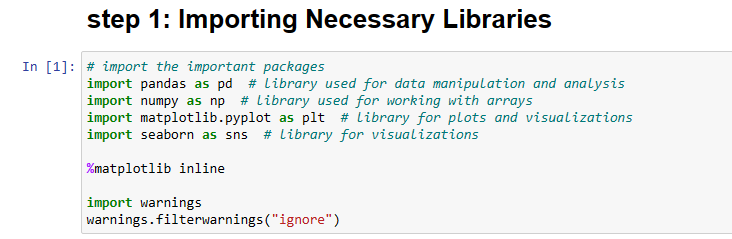 step 1: Importing Necessary Libraries
In [1]: # import the important packages
import pandas as pd  # library used for data manipulation and analysis
import numpy as np  # library used for working with arrays
import matplotlib.pyplot as plt  # library for plots and visualizations
import seaborn as sns  # library for visualizations
%matplotlib inline
import warnings
warnings.filterwarnings("ignore")